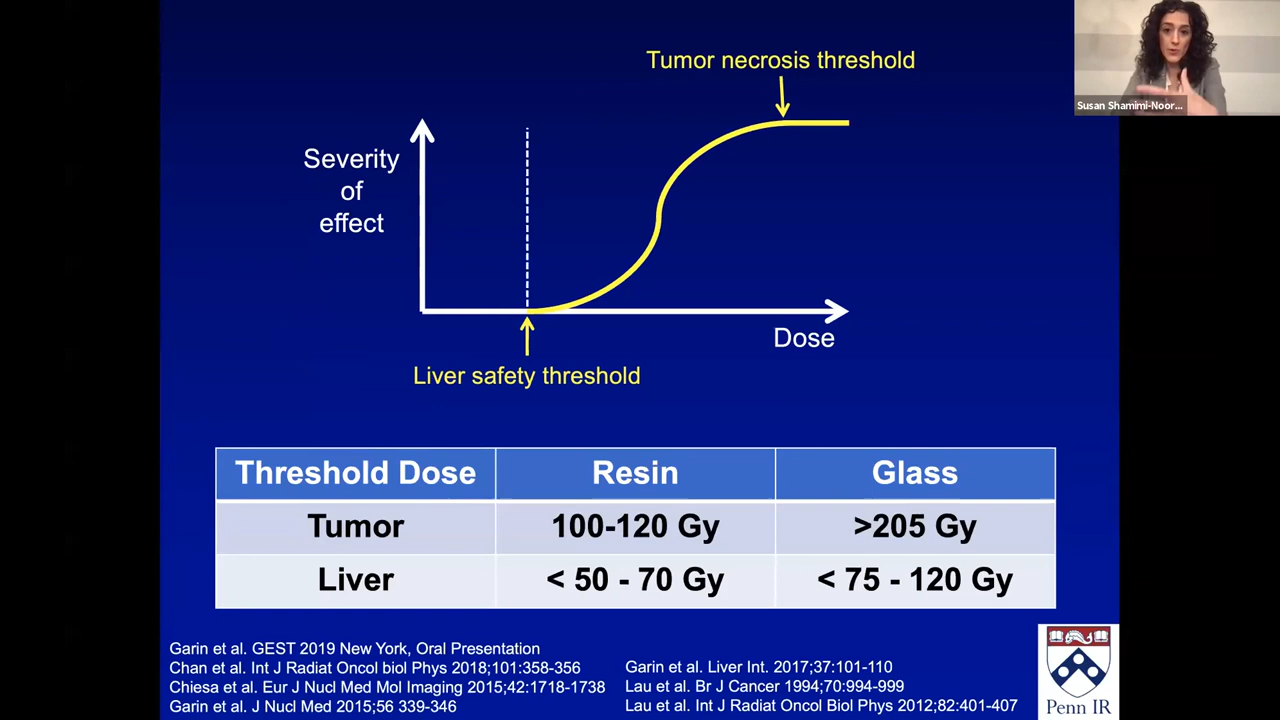 Tumor necrosis threshold
Severity
of
effect
Dose
Liver safety threshold
Threshold Dose Resin Glass
Tumor 100-120 Gy >205 Gy
Liver < 50 - 70 Gy < 75 - 120 Gy
Garin et al. GEST 2019 New York, Oral Presentation
Chan et al. Int J Radiat Oncol biol Phys 2018;101:358-356
Chiesa et al. Eur J Nucl Med Mol Imaging 2015;42:1718-1738
Garin et al. J Nucl Med 2015;56 339-346
Garin et al. Liver Int. 2017;37:101-110
Lau et al. Br J Cancer 1994;70:994-999
Lau et al. Int J Radiat Oncol Biol Phys 2012;82:401-407
Penn IR
Susan Shamimi-Noor...